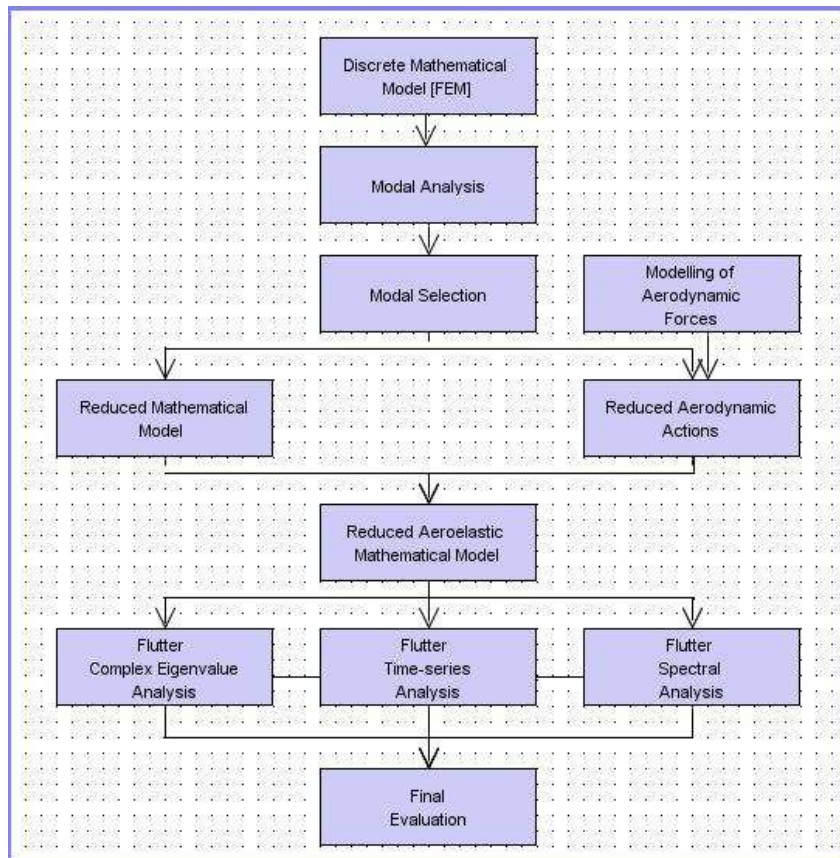 Discrete Mathematical
Model [FEM]
Modal Analysis
Modal Selection
Modelling of
Aerodynamic
Forces
Reduced Mathematical
Model
Reduced Aerodynamic
Actions
Reduced Aeroelastic
Mathematical Model
Flutter
Complex Eigenvalue
Analysis
Flutter
Time-series
Analysis
Flutter
Spectral
Analysis
Final
Evaluation